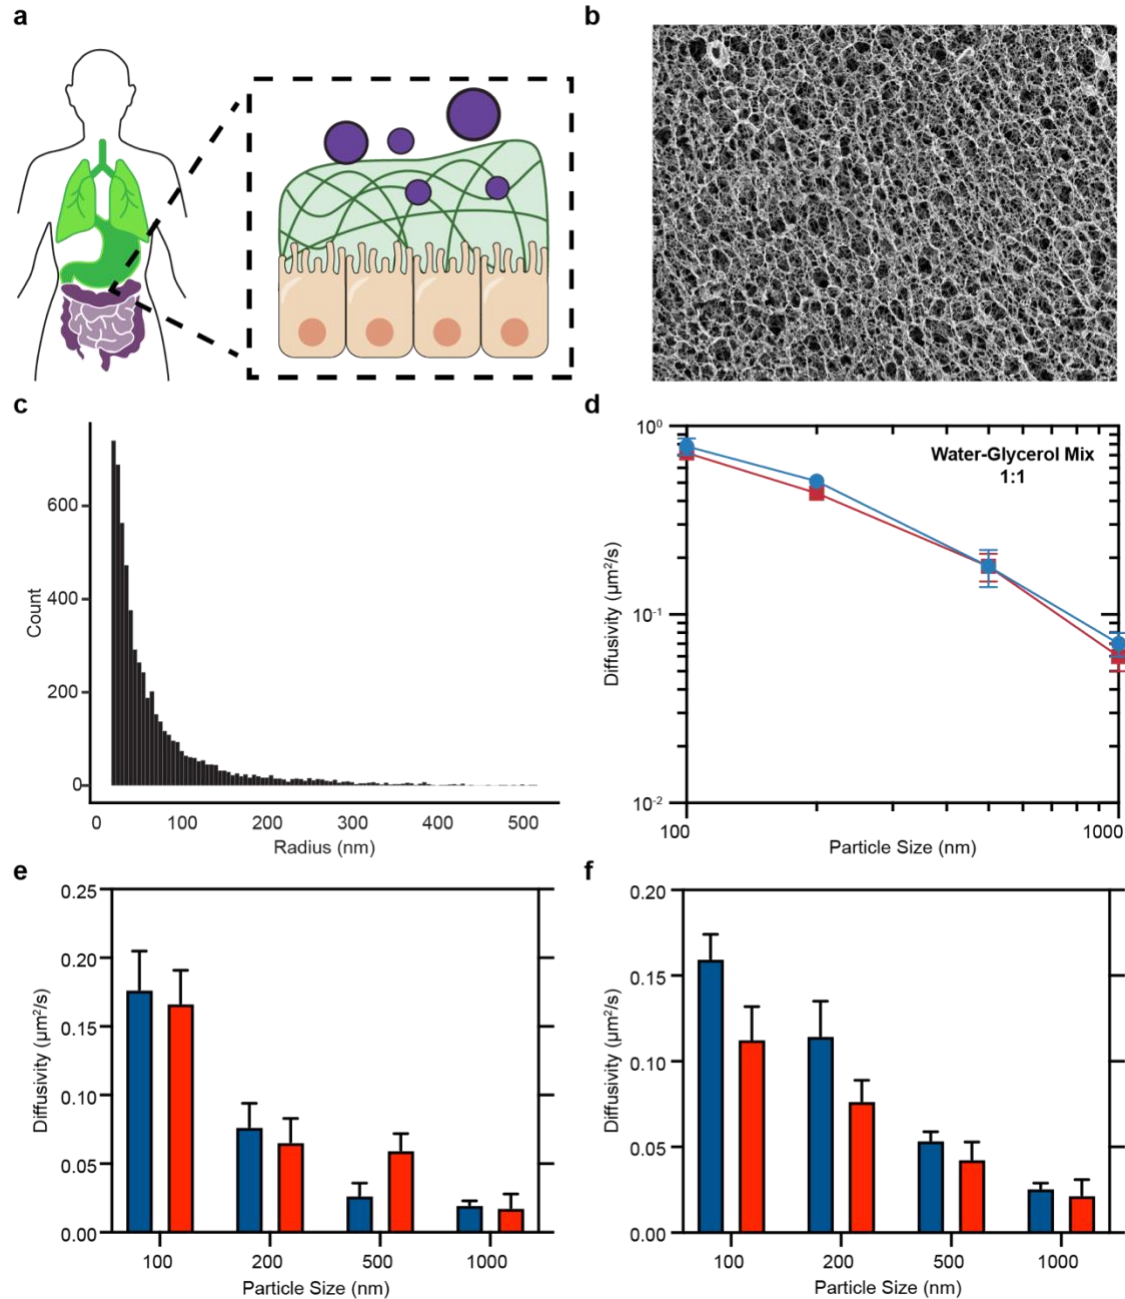 a
b
c
600
400
200
0
Count
0 100 200 300 400 500
Radius (nm)
d
10⁰
10⁻¹
10⁻²
Diffusivity (µm²/s)
Water-Glycerol Mix
1:1
100 1000
Particle Size (nm)
e
0.25
0.20
0.15
0.10
0.05
0.00
Diffusivity (µm²/s)
100 200 500 1000
Particle Size (nm)
f
0.20
0.15
0.10
0.05
0.00
Diffusivity (µm²/s)
100 200 500 1000
Particle Size (nm)